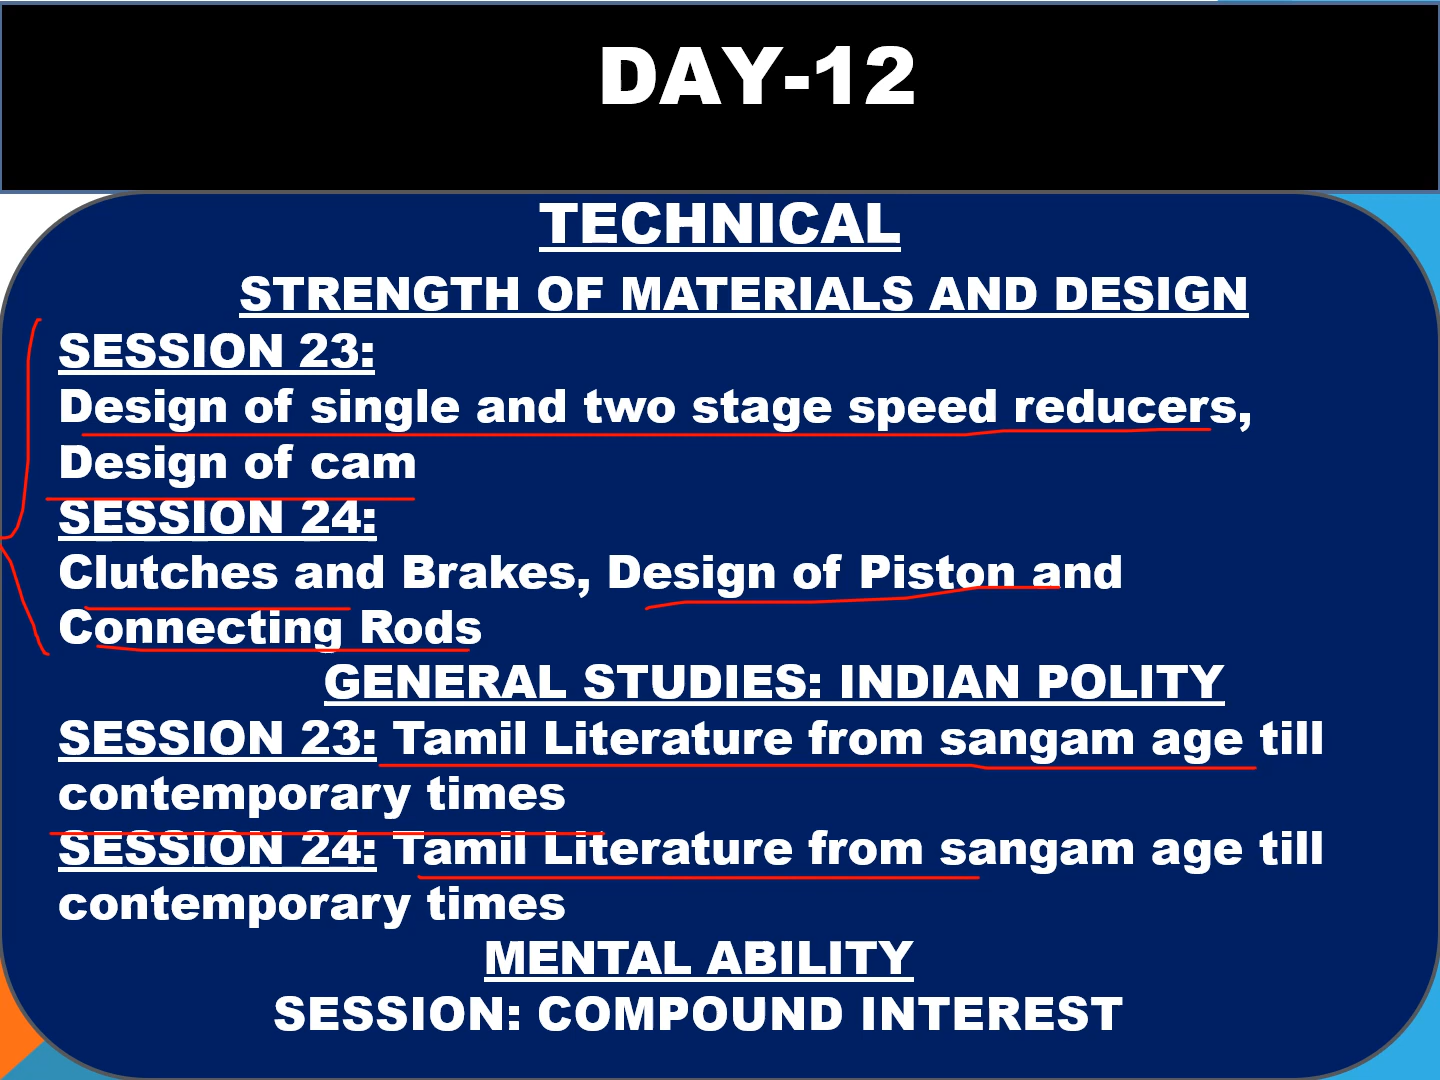 DAY-12
TECHNICAL
STRENGTH OF MATERIALS AND DESIGN
SESSION 23:
Design of single and two stage speed reducers,
Design of cam
SESSION 24:
Clutches and Brakes, Design of Piston and
Connecting Rods
GENERAL STUDIES: INDIAN POLITY
SESSION 23: Tamil Literature from sangam age till
contemporary times
SESSION 24: Tamil Literature from sangam age till
contemporary times
MENTAL ABILITY
SESSION: COMPOUND INTEREST